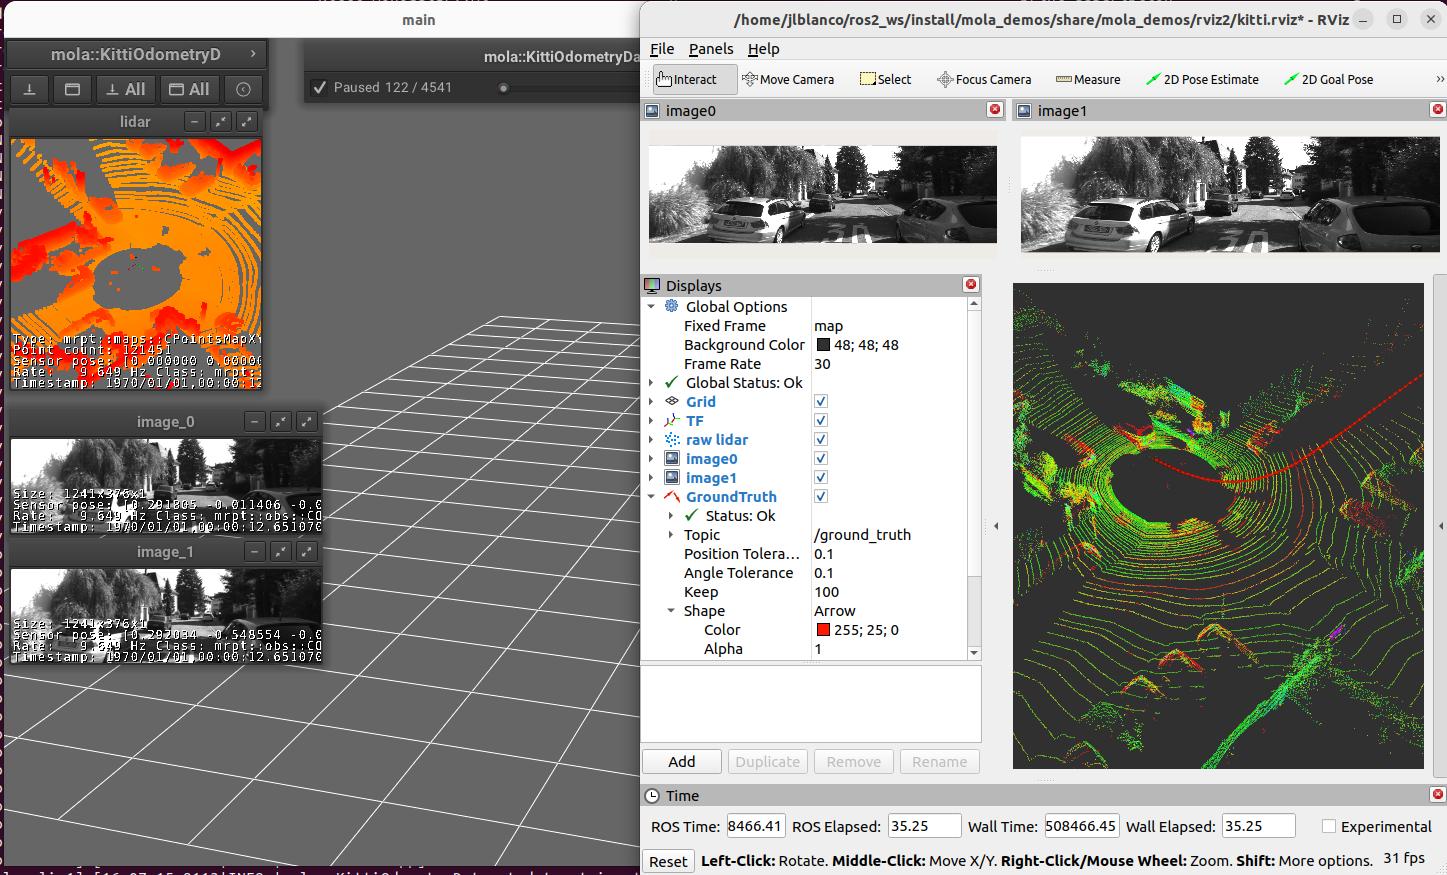 main
mola::KittiOdometryD
All
All
mola::KittiOdometryDa
Paused 122 / 4541
lidar
Type: mrpt::maps::CPointsMapXY
Point count: 121451
Rate: 9.649 Hz Class: mrpt::
Timestamp: 1970/01/01,00:00:12
image_0
Size: 1241x376x1
Sensor pose: [0.291805 -0.011406 -0.0
Rate: 9.649 Hz Class: mrpt::obs::CO
Timestamp: 1970/01/01,00:00:12.651070
image_1
Size: 1241x376x1
Sensor pose: [0.292034 -0.548554 -0.0
Rate: 9.649 Hz Class: mrpt::obs::CO
Timestamp: 1970/01/01,00:00:12.651070
/home/jlblanco/ros2_ws/install/mola_demos/share/mola_demos/rviz2/kitti.rviz* - RViz
File Panels Help
Interact Move Camera Select Focus Camera Measure 2D Pose Estimate 2D Goal Pose
image0
image1
Displays
Global Options
Fixed Frame map
Background Color 48; 48; 48
Frame Rate 30
Global Status: Ok
Grid
TF
raw lidar
image0
image1
GroundTruth
Status: Ok
Topic /ground_truth
Position Tolera… 0.1
Angle Tolerance 0.1
Keep 100
Shape Arrow
Color 255; 25; 0
Alpha 1
Add Duplicate Remove Rename
Time
ROS Time: 8466.41 ROS Elapsed: 35.25 Wall Time: 508466.45 Wall Elapsed: 35.25 Experimental
Reset Left-Click: Rotate. Middle-Click: Move X/Y. Right-Click/Mouse Wheel: Zoom. Shift: More options. 31 fps